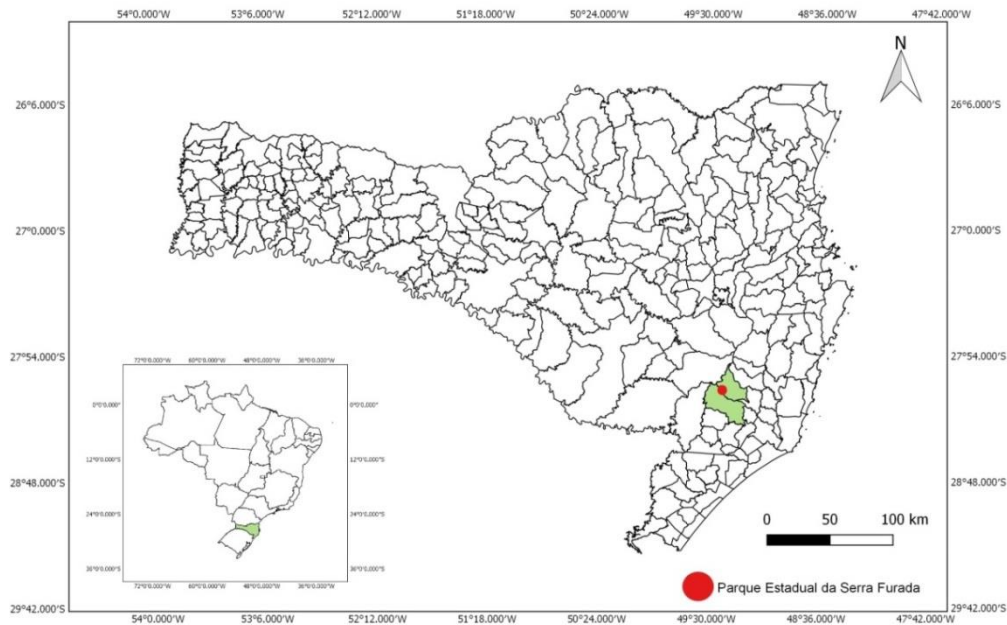 54°0.000'W 53°6.000'W 52°12.000'W 51°18.000'W 50°24.000'W 49°30.000'W 48°36.000'W 47°42.000'W
N
26°6.000'S 26°6.000'S
27°0.000'S 27°0.000'S
27°54.000'S 27°54.000'S
72°0'0.000"W 60°0'0.000"W 48°0'0.000"W 36°0'0.000"W
0°0'0.000" 0°0'0.000"
12°0'0.000"S 12°0'0.000"S
28°48.000'S 28°48.000'S
24°0'0.000"S 24°0'0.000"S
0 50 100 km
36°0'0.000"S 36°0'0.000"S
72°0'0.000"W 60°0'0.000"W 48°0'0.000"W 36°0'0.000"W
Parque Estadual da Serra Furada
29°42.000'S 29°42.000'S
54°0.000'W 53°6.000'W 52°12.000'W 51°18.000'W 50°24.000'W 49°30.000'W 48°36.000'W 47°42.000'W